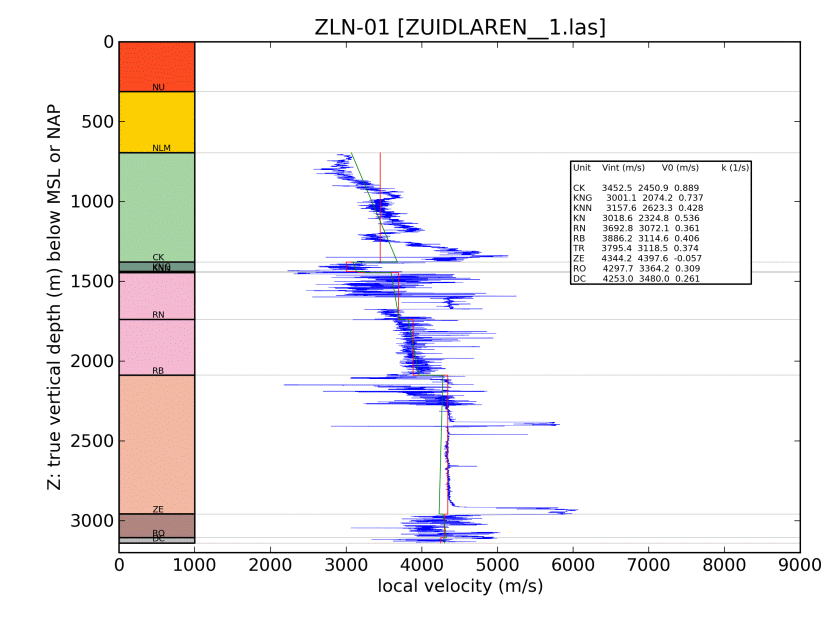 ZLN-01 [ZUIDLAREN__1.las]
0
500
1000
1500
2000
2500
3000
Z: true vertical depth (m) below MSL or NAP
NU
NLM
CK
KNG
KNN
RN
RB
ZE
RO
DC
Unit Vint (m/s) V0 (m/s) k (1/s)
CK 3452.5 2450.9 0.889
KNG 3001.1 2074.2 0.737
KNN 3157.6 2623.3 0.428
KN 3018.6 2324.8 0.536
RN 3692.8 3072.1 0.361
RB 3886.2 3114.6 0.406
TR 3795.4 3118.5 0.374
ZE 4344.2 4397.6 -0.057
RO 4297.7 3364.2 0.309
DC 4253.0 3480.0 0.261
0 1000 2000 3000 4000 5000 6000 7000 8000 9000
local velocity (m/s)